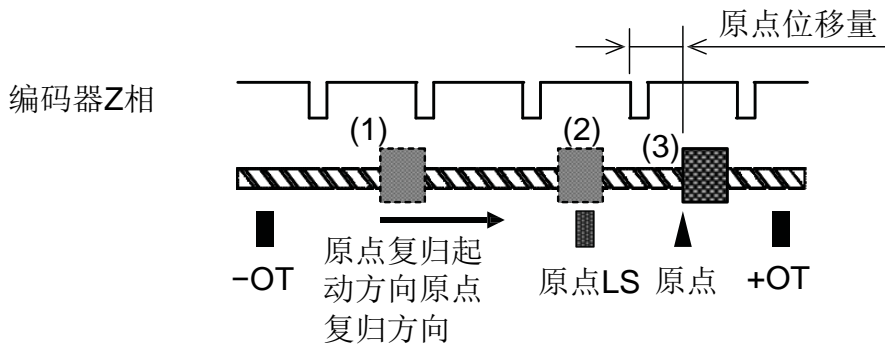 原点位移量
编码器Z相
(1)
(2)
(3)
−OT
原点复归起
动方向原点
复归方向
原点LS
原点
+OT